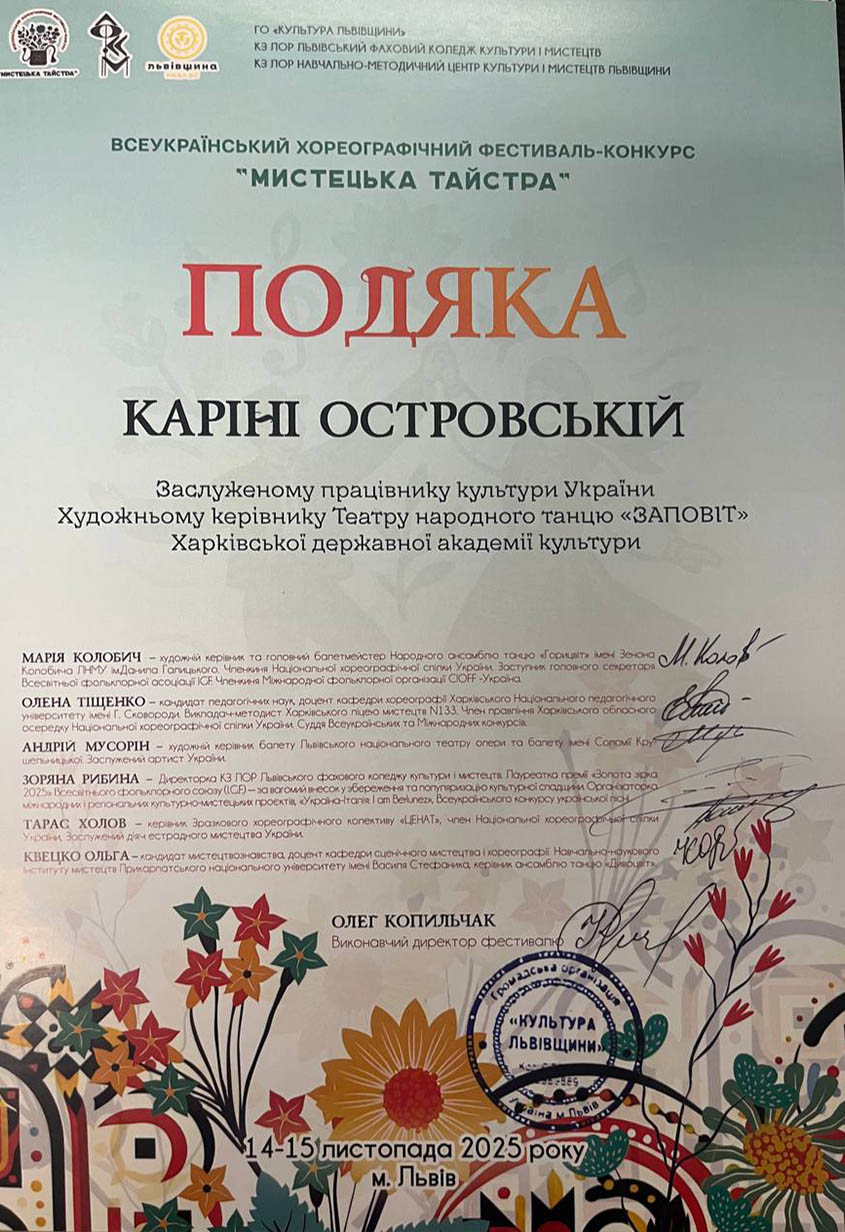 ГО «КУЛЬТУРА ЛЬВІВЩИНИ»
КЗ ЛОР ЛЬВІВСЬКИЙ ФАХОВИЙ КОЛЕДЖ КУЛЬТУРИ І МИСТЕЦТВ
КЗ ЛОР НАВЧАЛЬНО-МЕТОДИЧНИЙ ЦЕНТР КУЛЬТУРИ І МИСТЕЦТВ ЛЬВІВЩИНИ
"МИСТЕЦЬКА ТАЙСТРА"
ЛЬВІВЩИНА
ВСЕУКРАЇНСЬКИЙ ХОРЕОГРАФІЧНИЙ ФЕСТИВАЛЬ-КОНКУРС
"МИСТЕЦЬКА ТАЙСТРА"
ПОДЯКА
КАРІНІ ОСТРОВСЬКІЙ
Заслуженому працівнику культури України
Художньому керівнику Театру народного танцю «ЗАПОВІТ»
Харківської державної академії культури
МАРІЯ КОЛОБИЧ – художній керівник та головний балетмейстер Народного ансамблю танцю «Горицвіт» імені Зенона
Колобича ЛНМУ ім.Данила Галицького. Членкиня Національної хореографічної спілки України. Заступник головного секретаря
Всесвітньої фольклорної асоціації IGF. Членкиня Міжнародної фольклорної організації CIOFF -Україна.
ОЛЕНА ТІЩЕНКО – кандидат педагогічних наук, доцент кафедри хореографії Харківського Національного педагогічного
університету імені Г. Сковороди. Викладач-методист Харківського ліцею мистецтв N133. Член правління Харківського обласного
осередку Національної хореографічної спілки України. Суддя Всеукраїнських та Міжнародних конкурсів.
АНДРІЙ МУСОРІН – художній керівник балету Львівського національного театру опери та балету імені Соломії Кру-
шельницької. Заслужений артист України.
ЗОРЯНА РИБИНА – Директорка КЗ ЛОР Львівського фахового коледжу культури і мистецтв. Лауреатка премії «Золота зірка
2025» Всесвітнього фольклорного союзу (IGF) – за вагомий внесок у збереження та популяризацію культурної спадщини. Організаторка
міжнародних і регіональних культурно-мистецьких проєктів, «Україна-Італія: I am Berlunez», Всеукраїнського конкурсу української пісні.
ТАРАС ХОЛОВ – керівник Зразкового хореографічного колективу «ЦЕНАТ», член Національної хореографічної спілки
України, Заслужений діяч естрадного мистецтва України.
КВЕЦКО ОЛЬГА – кандидат мистецтвознавства, доцент кафедри сценічного мистецтва і хореографії Навчально-наукового
інституту мистецтв Прикарпатського національного університету імені Василя Стефаника, керівник ансамблю танцю «Дивоцвіт».
ОЛЕГ КОПИЛЬЧАК
Виконавчий директор фестивалю
Громадська організація
«КУЛЬТУРА
ЛЬВІВЩИНИ»
Україна м. Львів
14-15 листопада 2025 року
м. Львів